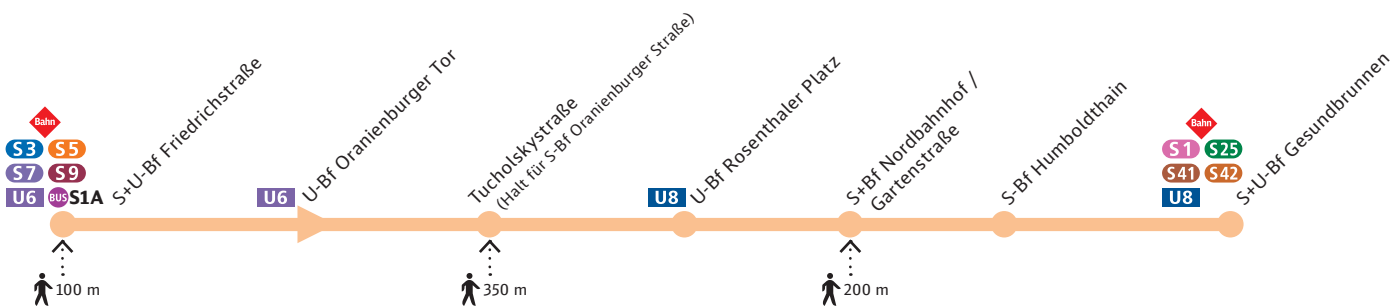 Bahn
S3 S5
S7 S9
U6 BUS S1A
S+U-Bf Friedrichstraße
100 m
U6
U-Bf Oranienburger Tor
Tucholskystraße
(Halt für S-Bf Oranienburger Straße)
350 m
U8
U-Bf Rosenthaler Platz
S+Bf Nordbahnhof /
Gartenstraße
200 m
S-Bf Humboldthain
Bahn
S1 S25
S41 S42
U8
S+U-Bf Gesundbrunnen